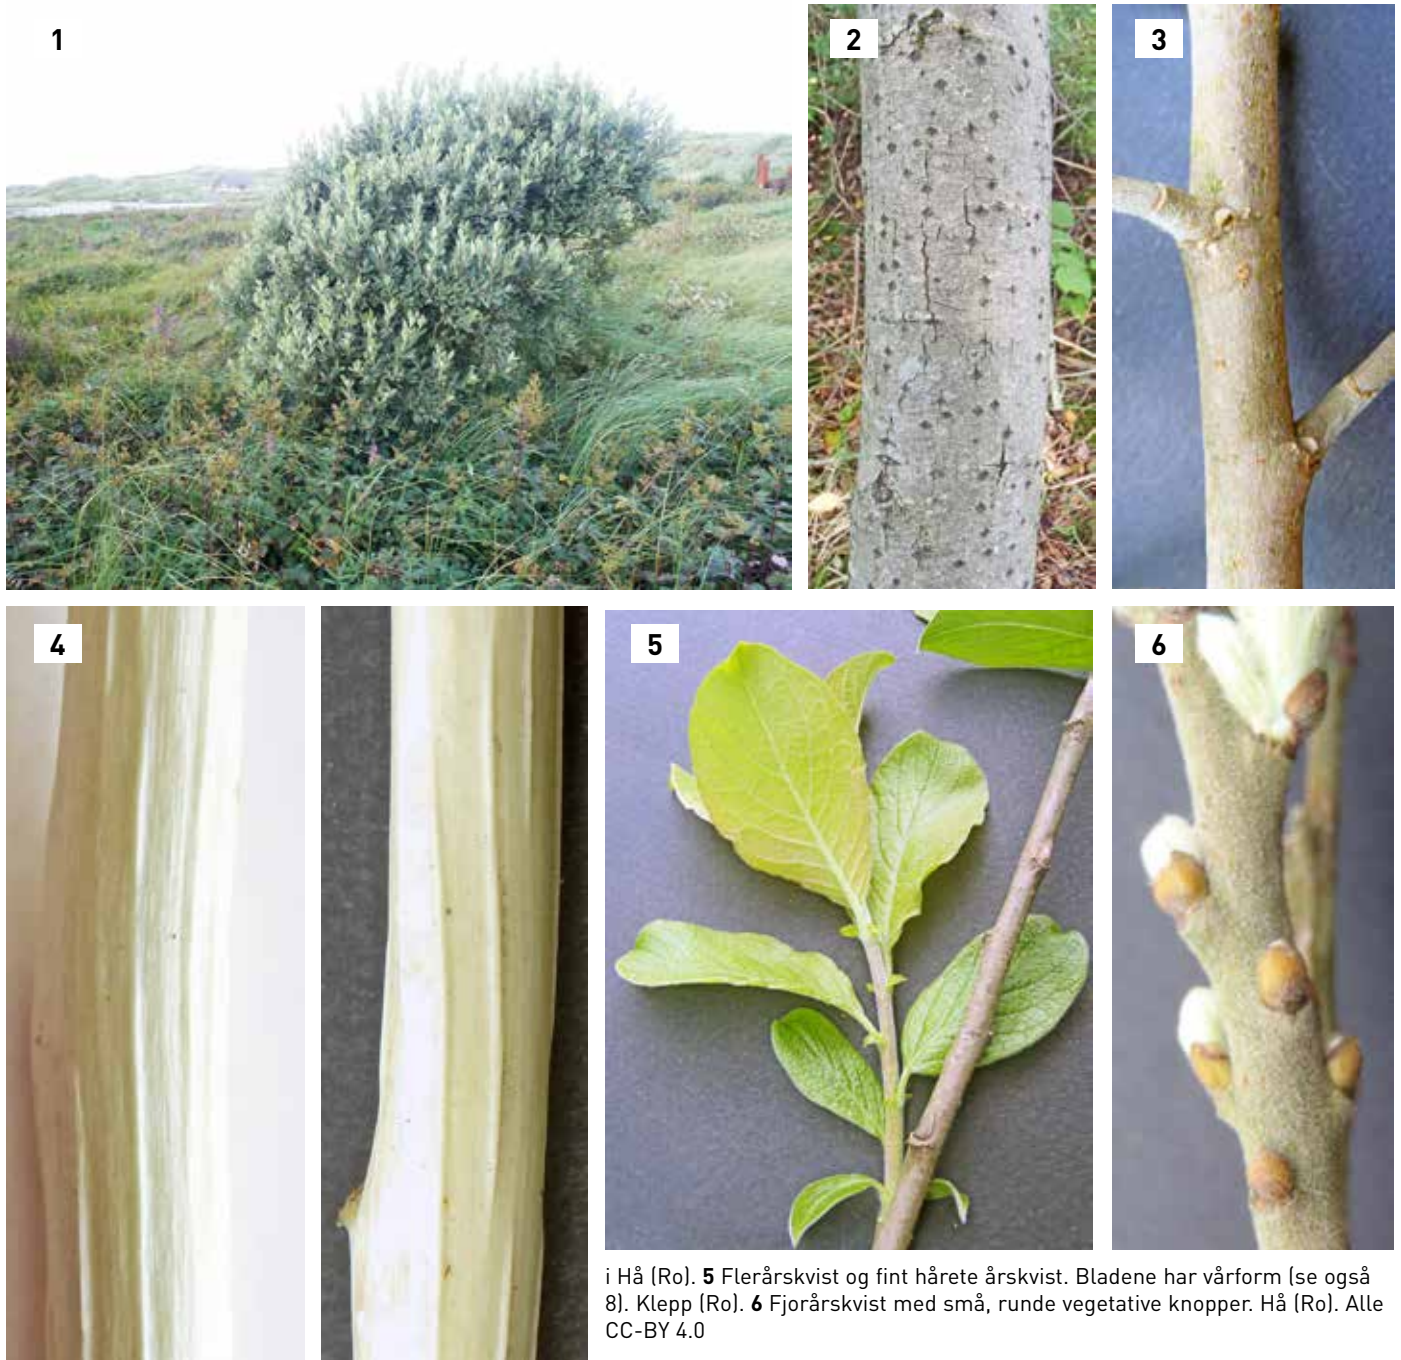 1
2
3
4
5
6
i Hå (Ro). 5 Flerårskvist og fint hårete årskvist. Bladene har vårform (se også
8). Klepp (Ro). 6 Fjorårskvist med små, runde vegetative knopper. Hå (Ro). Alle
CC-BY 4.0